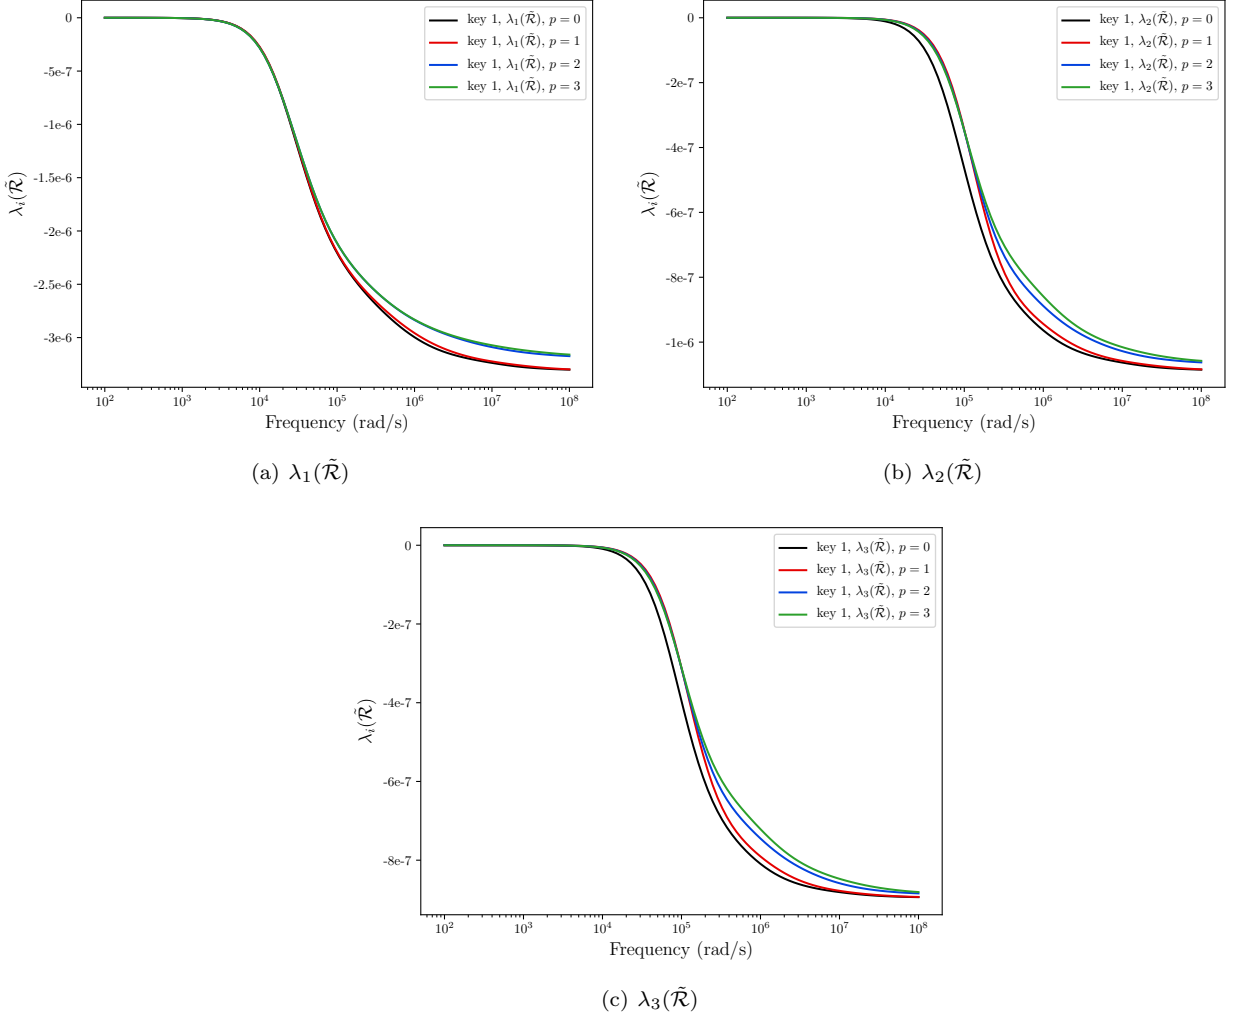 0
-5e-7
-1e-6
-1.5e-6
-2e-6
-2.5e-6
-3e-6
λᵢ(R̃)
10² 10³ 10⁴ 10⁵ 10⁶ 10⁷ 10⁸
Frequency (rad/s)
key 1, λ₁(R̃), p = 0
key 1, λ₁(R̃), p = 1
key 1, λ₁(R̃), p = 2
key 1, λ₁(R̃), p = 3
(a) λ₁(R̃)
0
-2e-7
-4e-7
-6e-7
-8e-7
-1e-6
λᵢ(R̃)
10² 10³ 10⁴ 10⁵ 10⁶ 10⁷ 10⁸
Frequency (rad/s)
key 1, λ₂(R̃), p = 0
key 1, λ₂(R̃), p = 1
key 1, λ₂(R̃), p = 2
key 1, λ₂(R̃), p = 3
(b) λ₂(R̃)
0
-2e-7
-4e-7
-6e-7
-8e-7
λᵢ(R̃)
10² 10³ 10⁴ 10⁵ 10⁶ 10⁷ 10⁸
Frequency (rad/s)
key 1, λ₃(R̃), p = 0
key 1, λ₃(R̃), p = 1
key 1, λ₃(R̃), p = 2
key 1, λ₃(R̃), p = 3
(c) λ₃(R̃)